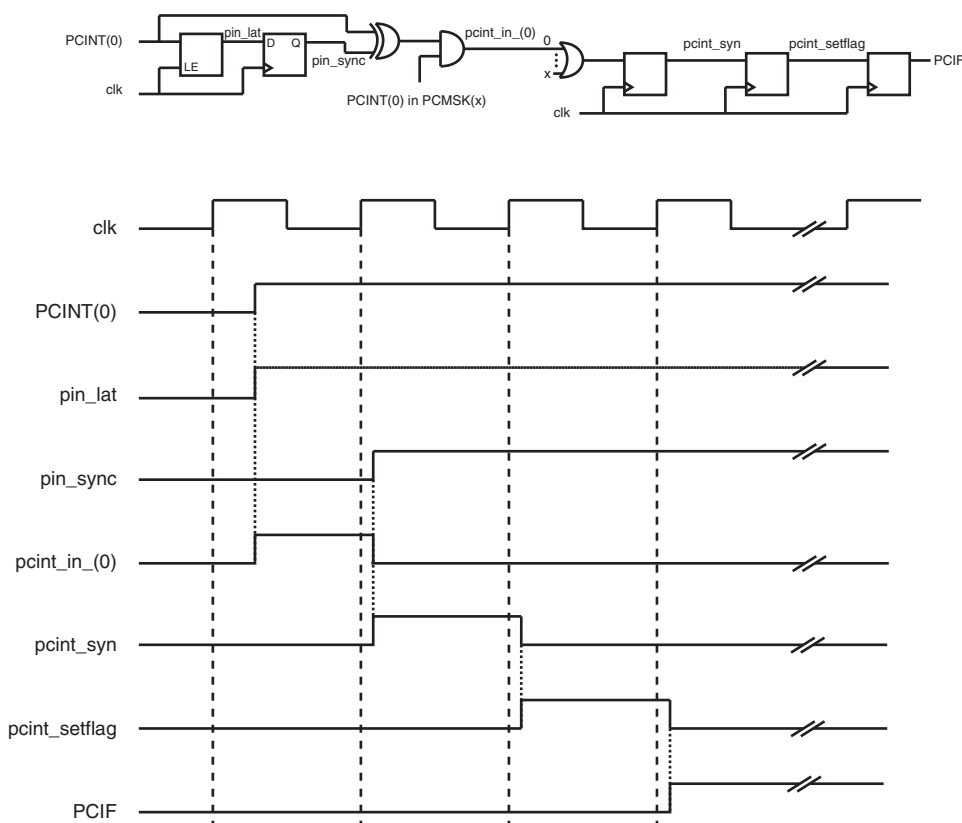 PCINT(0)
pin_lat
D Q
LE
pin_sync
clk
pcint_in_(0)
PCINT(0) in PCMSK(x)
0
x
pcint_syn
pcint_setflag
PCIF
clk
clk
PCINT(0)
pin_lat
pin_sync
pcint_in_(0)
pcint_syn
pcint_setflag
PCIF